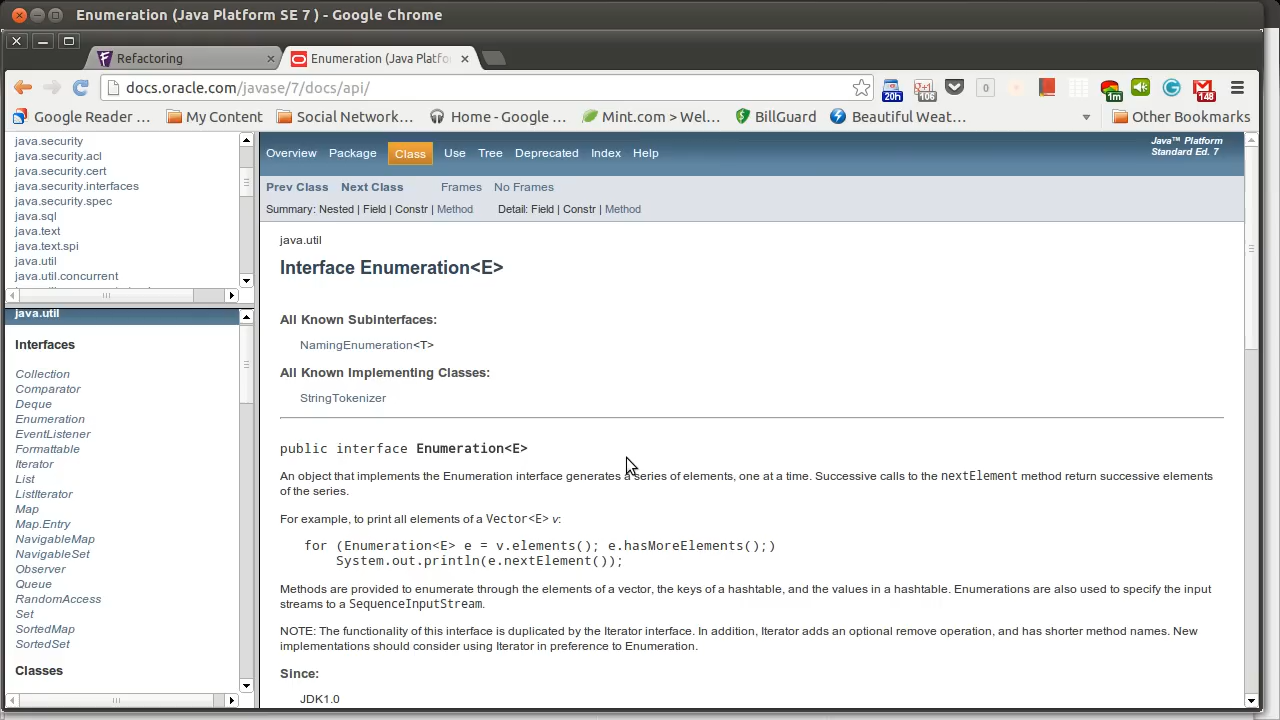 Enumeration (Java Platform SE 7 ) - Google Chrome
Refactoring
Enumeration (Java Platfo
docs.oracle.com/javase/7/docs/api/
20h
106
0
1m
148
Google Reader ...
My Content
Social Network...
Home - Google ...
Mint.com > Wel...
BillGuard
Beautiful Weat...
Other Bookmarks
java.security
java.security.acl
java.security.cert
java.security.interfaces
java.security.spec
java.sql
java.text
java.text.spi
java.util
java.util.concurrent
java.util
Interfaces
Collection
Comparator
Deque
Enumeration
EventListener
Formattable
Iterator
List
ListIterator
Map
Map.Entry
NavigableMap
NavigableSet
Observer
Queue
RandomAccess
Set
SortedMap
SortedSet
Classes
Overview Package Class Use Tree Deprecated Index Help
Java™ Platform
Standard Ed. 7
Prev Class Next Class Frames No Frames
Summary: Nested | Field | Constr | Method Detail: Field | Constr | Method
java.util
Interface Enumeration<E>
All Known Subinterfaces:
NamingEnumeration<T>
All Known Implementing Classes:
StringTokenizer
public interface Enumeration<E>
An object that implements the Enumeration interface generates a series of elements, one at a time. Successive calls to the nextElement method return successive elements
of the series.
For example, to print all elements of a Vector<E> v:
for (Enumeration<E> e = v.elements(); e.hasMoreElements();)
System.out.println(e.nextElement());
Methods are provided to enumerate through the elements of a vector, the keys of a hashtable, and the values in a hashtable. Enumerations are also used to specify the input
streams to a SequenceInputStream.
NOTE: The functionality of this interface is duplicated by the Iterator interface. In addition, Iterator adds an optional remove operation, and has shorter method names. New
implementations should consider using Iterator in preference to Enumeration.
Since:
JDK1.0